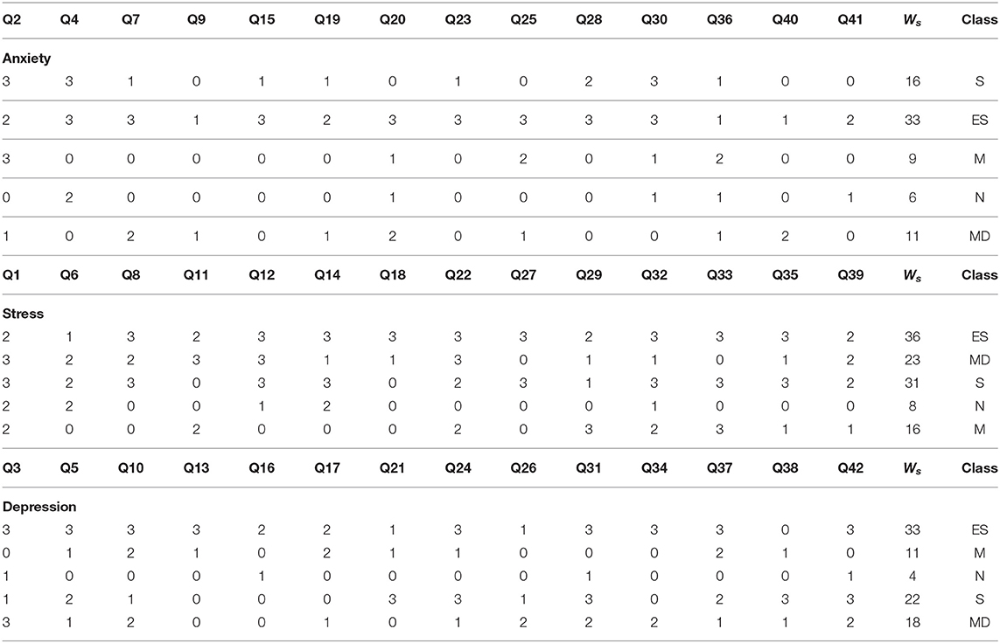 Q2 Q4 Q7 Q9 Q15 Q19 Q20 Q23 Q25 Q28 Q30 Q36 Q40 Q41 Ws Class
Anxiety
3 3 1 0 1 1 0 1 0 2 3 1 0 0 16 S
2 3 3 1 3 2 3 3 3 3 3 1 1 2 33 ES
3 0 0 0 0 0 1 0 2 0 1 2 0 0 9 M
0 2 0 0 0 0 1 0 0 0 1 1 0 1 6 N
1 0 2 1 0 1 2 0 1 0 0 1 2 0 11 MD
Q1 Q6 Q8 Q11 Q12 Q14 Q18 Q22 Q27 Q29 Q32 Q33 Q35 Q39 Ws Class
Stress
2 1 3 2 3 3 3 3 3 2 3 3 3 2 36 ES
3 2 2 3 3 1 1 3 0 1 1 0 1 2 23 MD
3 2 3 0 3 3 0 2 3 1 3 3 3 2 31 S
2 2 0 0 1 2 0 0 0 0 1 0 0 0 8 N
2 0 0 2 0 0 0 2 0 3 2 3 1 1 16 M
Q3 Q5 Q10 Q13 Q16 Q17 Q21 Q24 Q26 Q31 Q34 Q37 Q38 Q42 Ws Class
Depression
3 3 3 3 2 2 1 3 1 3 3 3 0 3 33 ES
0 1 2 1 0 2 1 1 0 0 0 2 1 0 11 M
1 0 0 0 1 0 0 0 0 1 0 0 0 1 4 N
1 2 1 0 0 0 3 3 1 3 0 2 3 3 22 S
3 1 2 0 0 1 0 1 2 2 2 1 1 2 18 MD